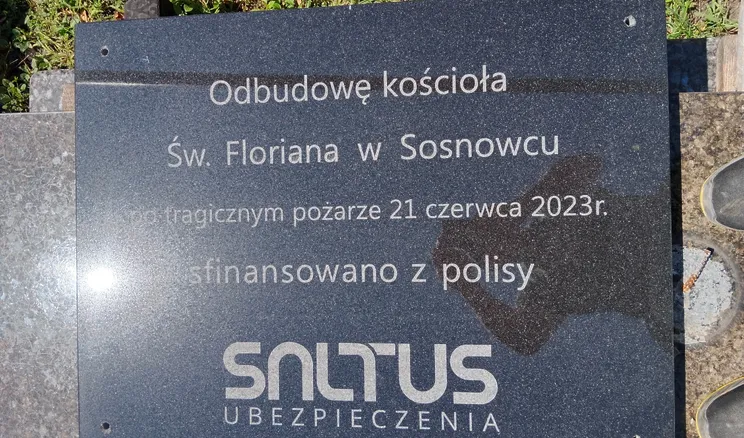 Odbudowę kościoła
Św. Floriana w Sosnowcu
po tragicznym pożarze 21 czerwca 2023r.
sfinansowano z polisy
SALTUS
UBEZPIECZENIA